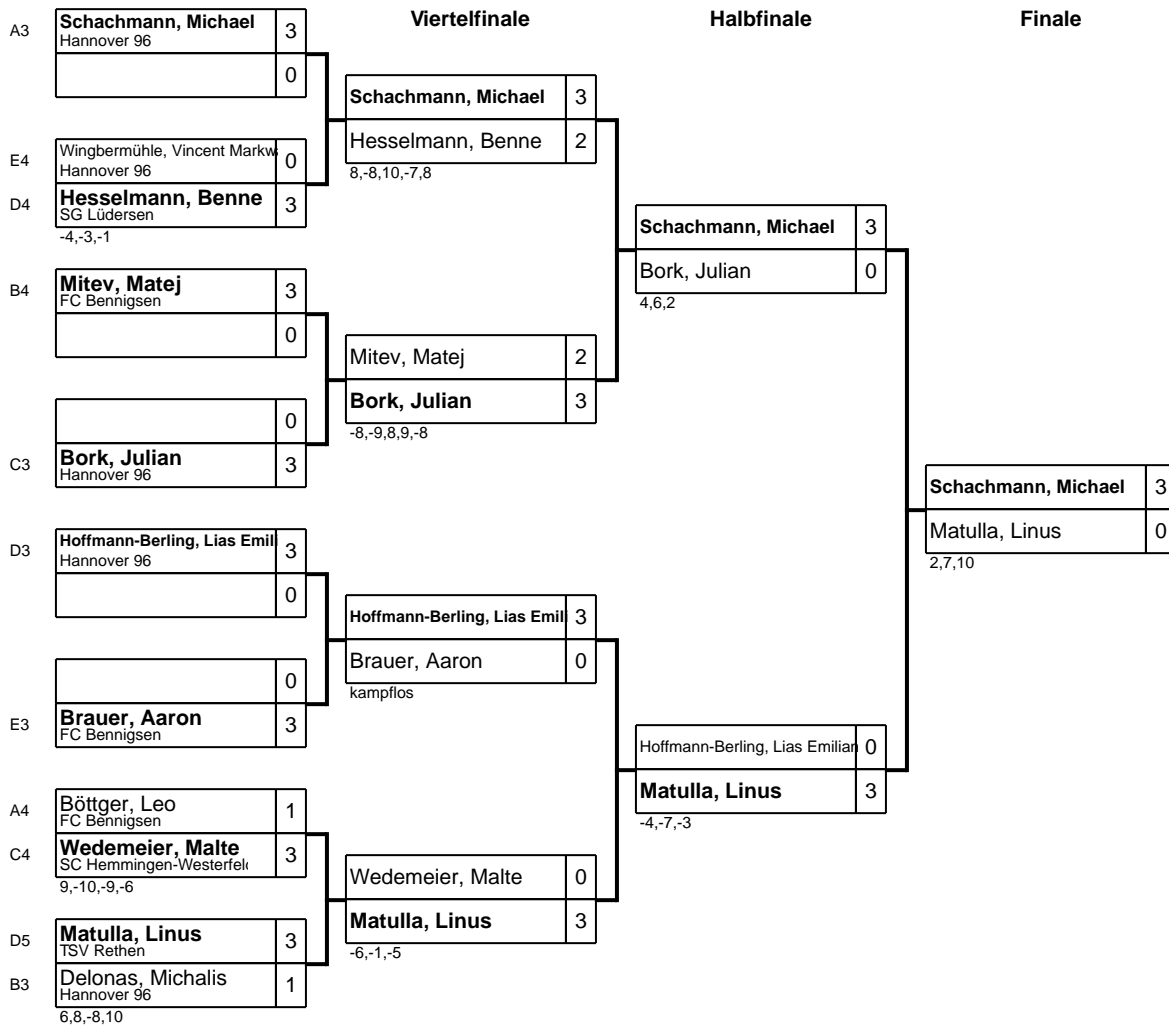 Viertelfinale
Halbfinale
Finale
A3
Schachmann, Michael 3
Hannover 96
0
E4
Wingbermühle, Vincent Markw 0
Hannover 96
D4
Hesselmann, Benne 3
SG Lüdersen
-4,-3,-1
B4
Mitev, Matej 3
FC Bennigsen
0
0
C3
Bork, Julian 3
Hannover 96
D3
Hoffmann-Berling, Lias Emili 3
Hannover 96
0
0
E3
Brauer, Aaron 3
FC Bennigsen
A4
Böttger, Leo 1
FC Bennigsen
C4
Wedemeier, Malte 3
SC Hemmingen-Westerfeld
9,-10,-9,-6
D5
Matulla, Linus 3
TSV Rethen
B3
Delonas, Michalis 1
Hannover 96
6,8,-8,10
Schachmann, Michael 3
Hesselmann, Benne 2
8,-8,10,-7,8
Mitev, Matej 2
Bork, Julian 3
-8,-9,8,9,-8
Hoffmann-Berling, Lias Emili 3
Brauer, Aaron 0
kampflos
Wedemeier, Malte 0
Matulla, Linus 3
-6,-1,-5
Schachmann, Michael 3
Bork, Julian 0
4,6,2
Hoffmann-Berling, Lias Emilian 0
Matulla, Linus 3
-4,-7,-3
Schachmann, Michael 3
Matulla, Linus 0
2,7,10